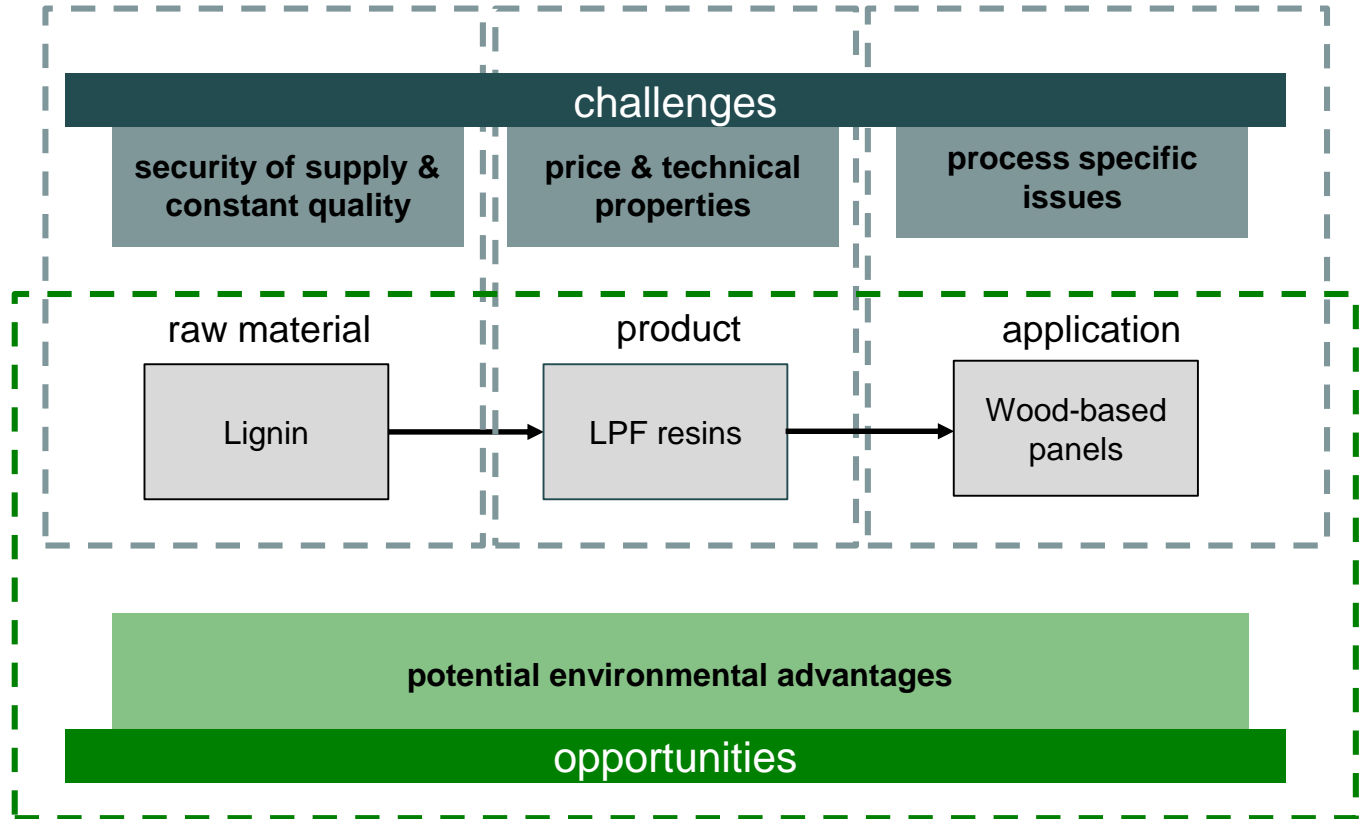 challenges
security of supply &
constant quality
price & technical
properties
process specific
issues
raw material
product
application
Lignin
LPF resins
Wood-based
panels
potential environmental advantages
opportunities